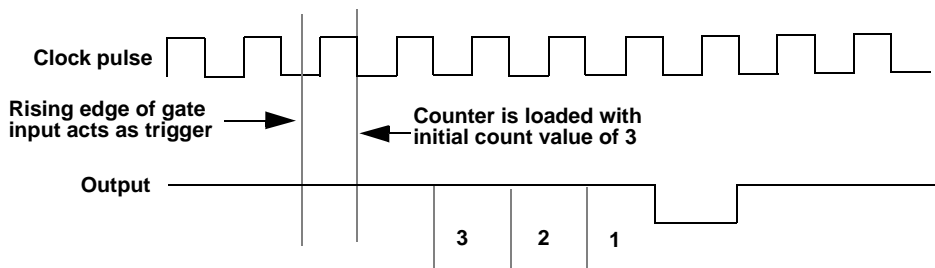 Clock pulse
Rising edge of gate
input acts as trigger
Counter is loaded with
initial count value of 3
Output
3 2 1